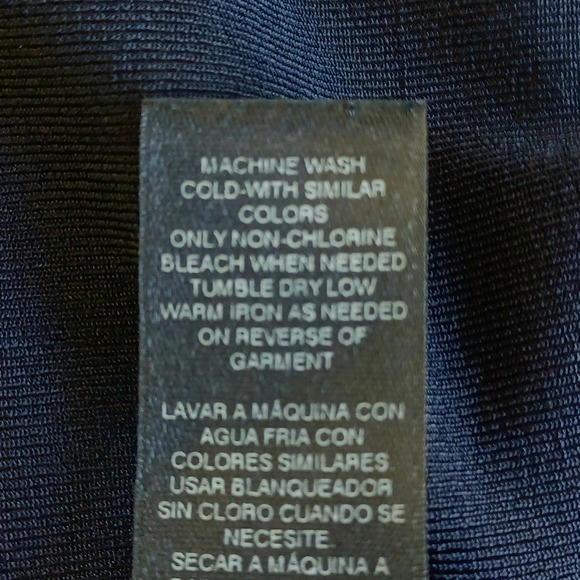 MACHINE WASH
COLD-WITH SIMILAR
COLORS
ONLY NON-CHLORINE
BLEACH WHEN NEEDED
TUMBLE DRY LOW
WARM IRON AS NEEDED
ON REVERSE OF
GARMENT
LAVAR A MÁQUINA CON
AGUA FRIA CON
COLORES SIMILARES.
USAR BLANQUEADOR
SIN CLORO CUANDO SE
NECESITE.
SECAR A MÁQUINA A